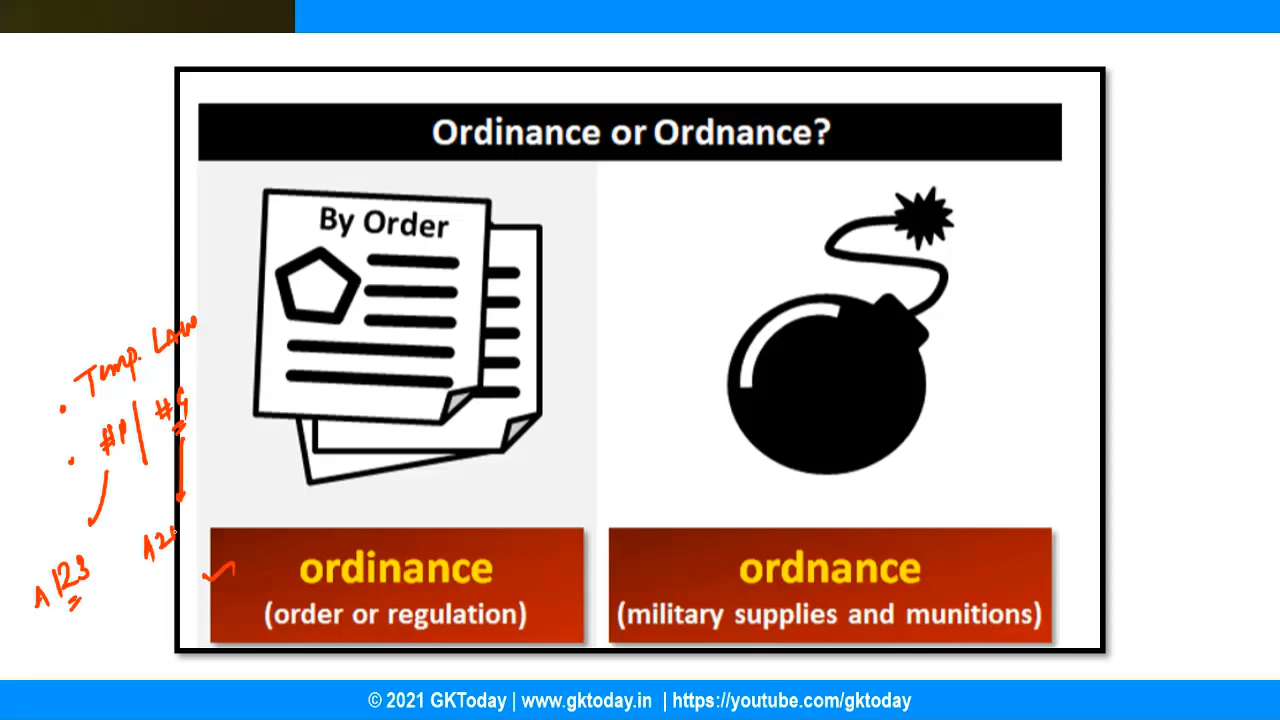 Ordinance or Ordnance?
By Order
Temp. Law
#P | #G
A 123
ordinance
(order or regulation)
ordnance
(military supplies and munitions)
© 2021 GKToday | www.gktoday.in | https://youtube.com/gktoday